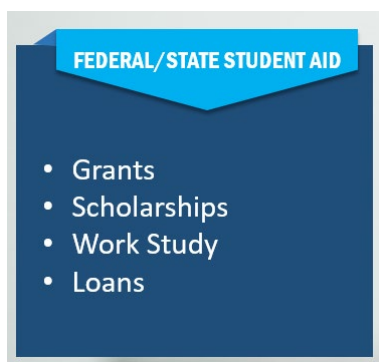 FEDERAL/STATE STUDENT AID
• Grants
• Scholarships
• Work Study
• Loans